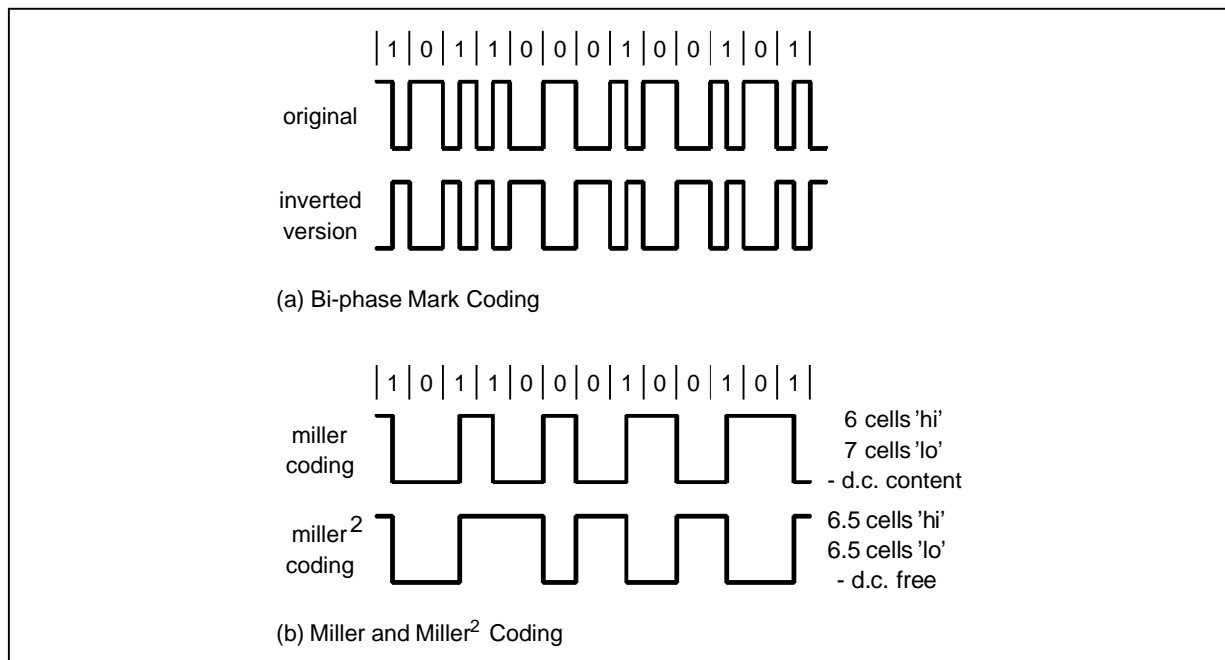 1 0 1 1 0 0 0 1 0 0 1 0 1
original
inverted
version
(a) Bi-phase Mark Coding
1 0 1 1 0 0 0 1 0 0 1 0 1
miller
coding
6 cells 'hi'
7 cells 'lo'
- d.c. content
miller2
coding
6.5 cells 'hi'
6.5 cells 'lo'
- d.c. free
(b) Miller and Miller2 Coding